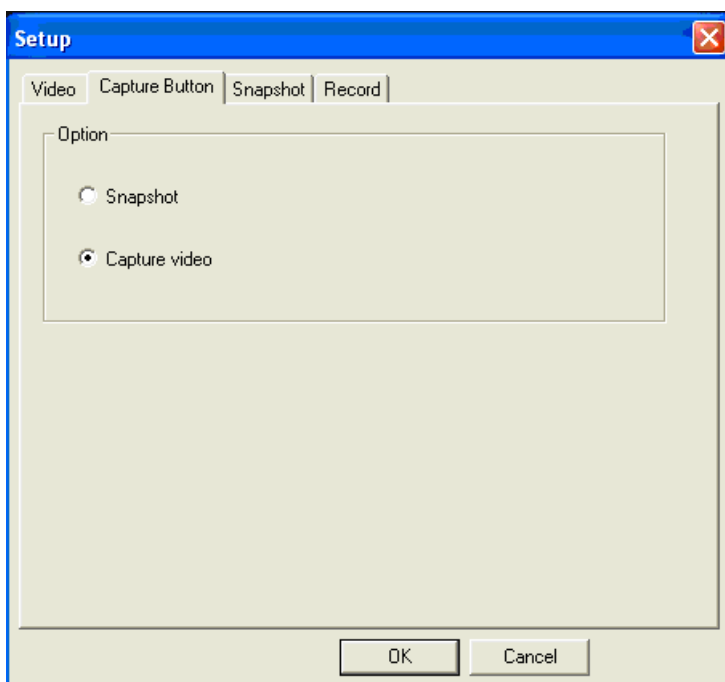 Setup
Video Capture Button Snapshot Record
Option
Snapshot
Capture video
OK Cancel